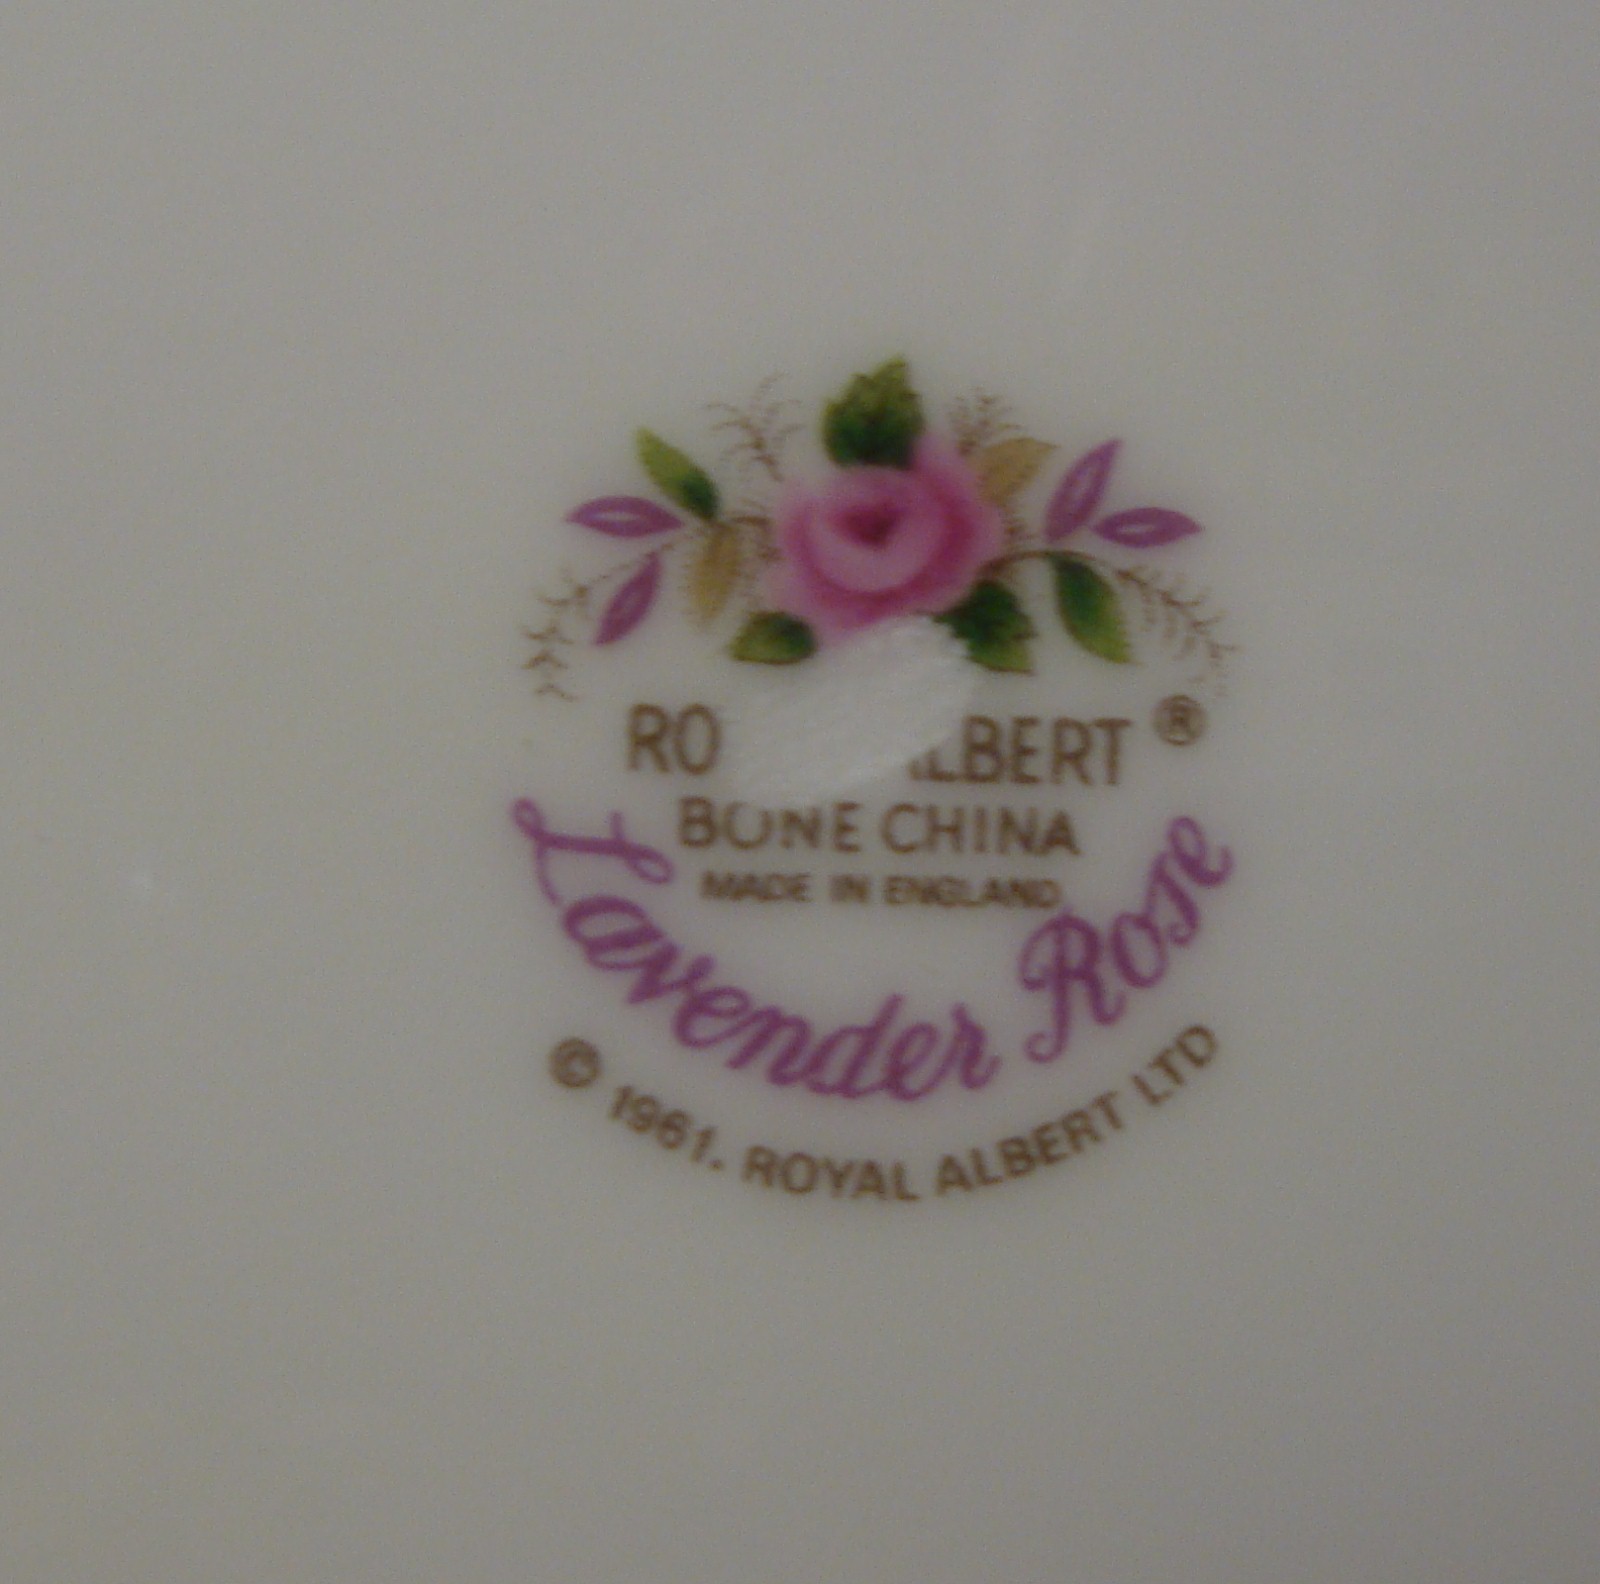 RO LBERT ®
BONE CHINA
MADE IN ENGLAND
Lavender Rose
© 1961. ROYAL ALBERT LTD